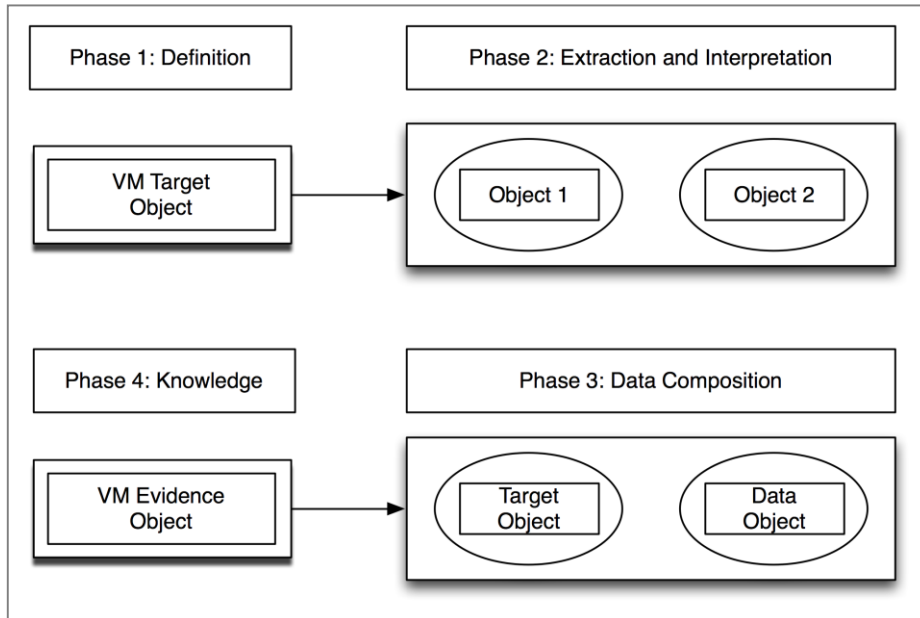 Phase 1: Definition
Phase 2: Extraction and Interpretation
VM Target
Object
Object 1
Object 2
Phase 4: Knowledge
Phase 3: Data Composition
VM Evidence
Object
Target
Object
Data
Object